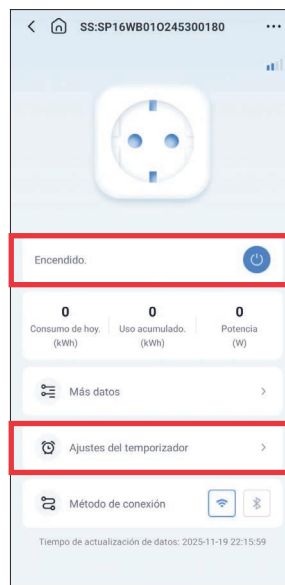 SS:SP16WB01O245300180
Encendido.
0 0 0
Consumo de hoy. Uso acumulado. Potencia
(kWh) (kWh) (W)
Más datos
Ajustes del temporizador
Método de conexión
Tiempo de actualización de datos: 2025-11-19 22:15:59